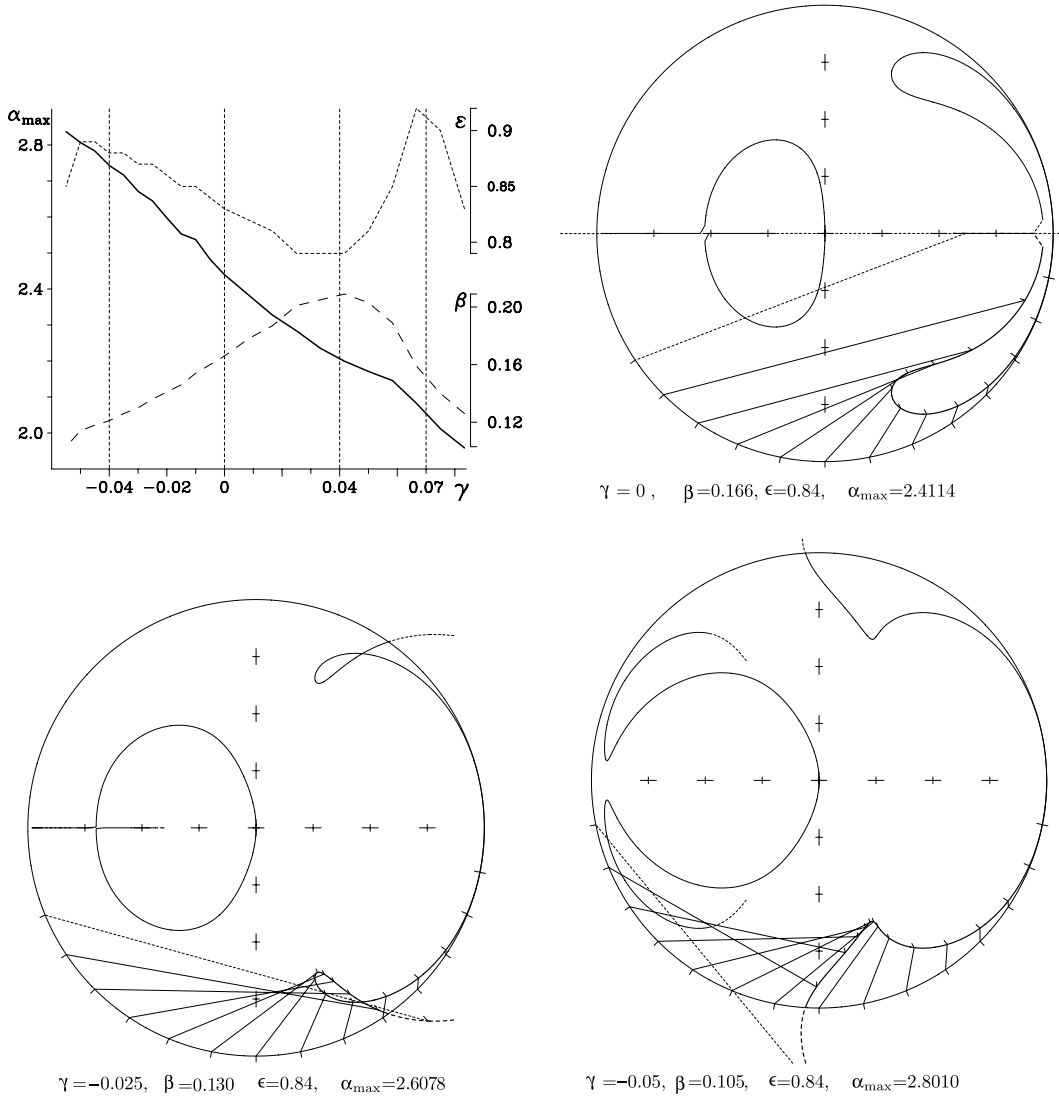 α_max
2.8
2.4
2.0
ε
0.9
0.85
0.8
β
0.20
0.16
0.12
−0.04 −0.02 0 0.04 0.07 γ
γ = 0 , β=0.166, ϵ=0.84, α_max=2.4114
γ =−0.025, β =0.130 ϵ=0.84, α_max=2.6078
γ =−0.05, β =0.105, ϵ=0.84, α_max=2.8010